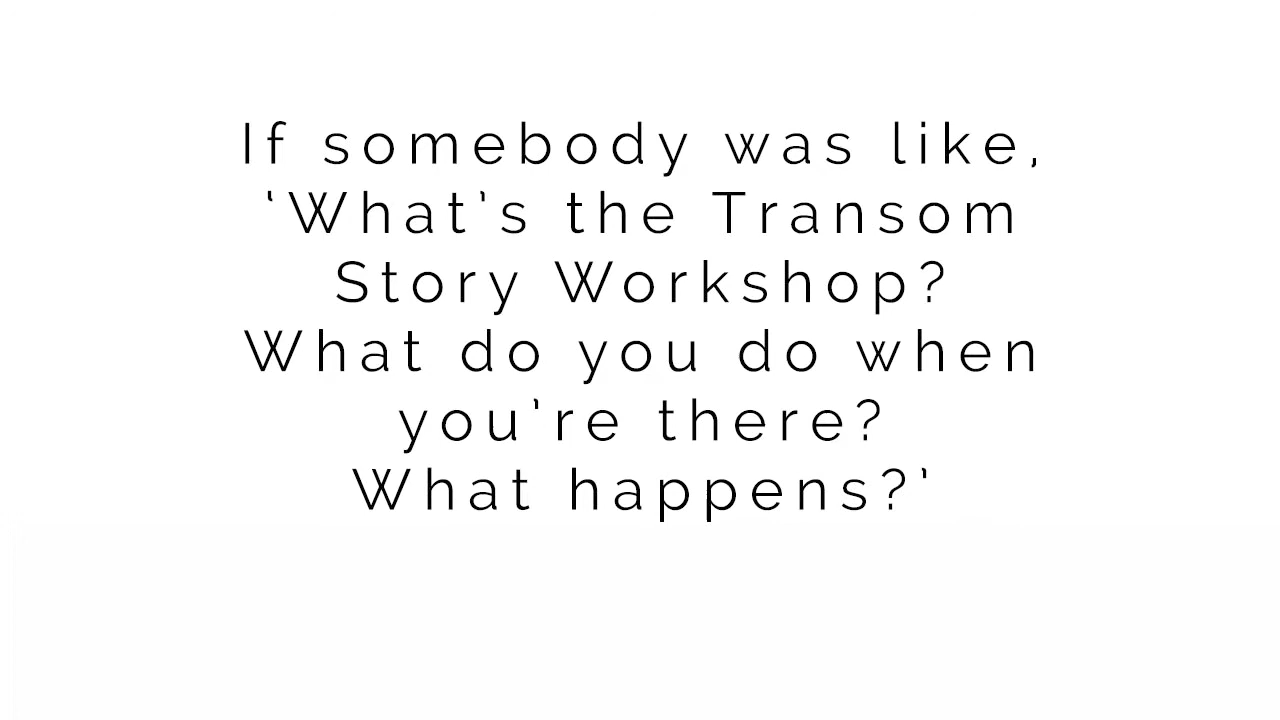 If somebody was like,
‘What’s the Transom
Story Workshop?
What do you do when
you’re there?
What happens?’